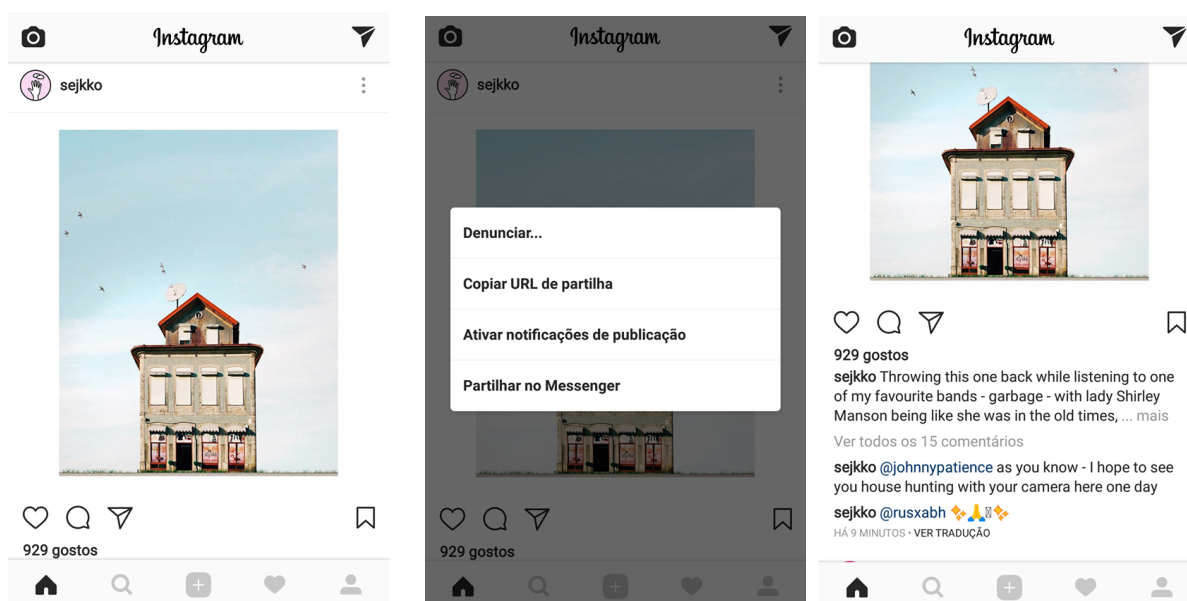 Instagram
sejkko
929 gostos
Instagram
sejkko
Denunciar...
Copiar URL de partilha
Ativar notificações de publicação
Partilhar no Messenger
929 gostos
Instagram
929 gostos
sejkko Throwing this one back while listening to one
of my favourite bands - garbage - with lady Shirley
Manson being like she was in the old times, ... mais
Ver todos os 15 comentários
sejkko @johnnypatience as you know - I hope to see
you house hunting with your camera here one day
sejkko @rusxabh ✨🙏✨
HÁ 9 MINUTOS • VER TRADUÇÃO